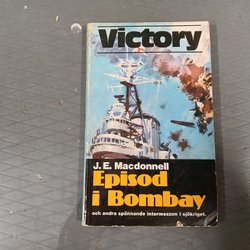 Victory
J. E. Macdonnell
Episod
i Bombay
och andra spännande intermezzon i sjökriget.